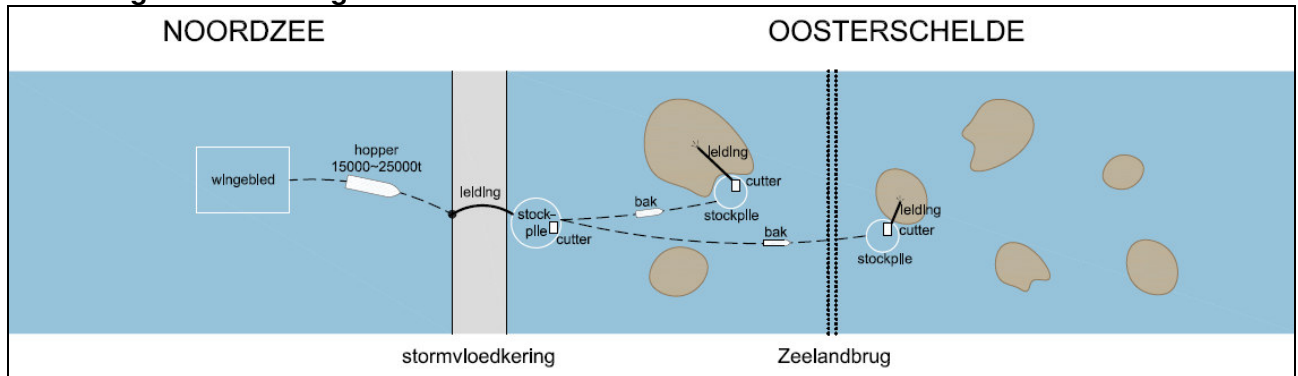 NOORDZEE
OOSTERSCHELDE
hopper
15000~25000t
wingebied
leiding
stock-
pile
cutter
bak
leiding
cutter
stockpile
bak
leiding
cutter
stockpile
stormvloedkering
Zeelandbrug